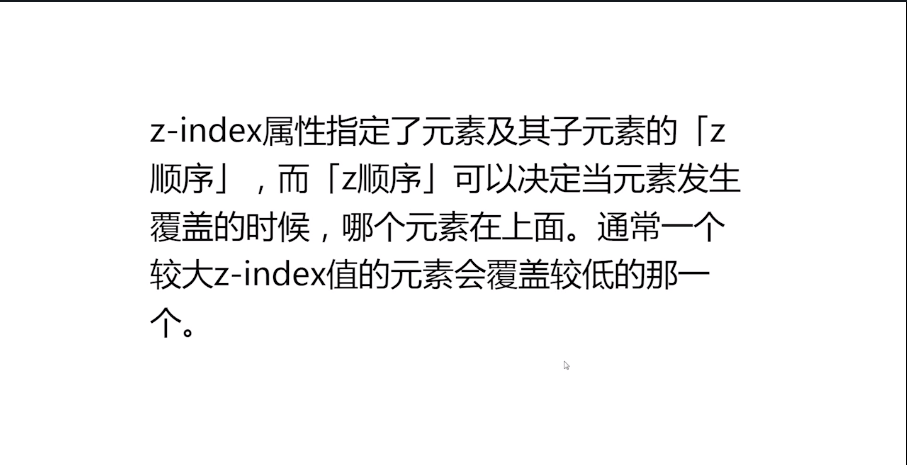 z-index属性指定了元素及其子元素的「z
顺序」，而「z顺序」可以决定当元素发生
覆盖的时候，哪个元素在上面。通常一个
较大z-index值的元素会覆盖较低的那一
个。